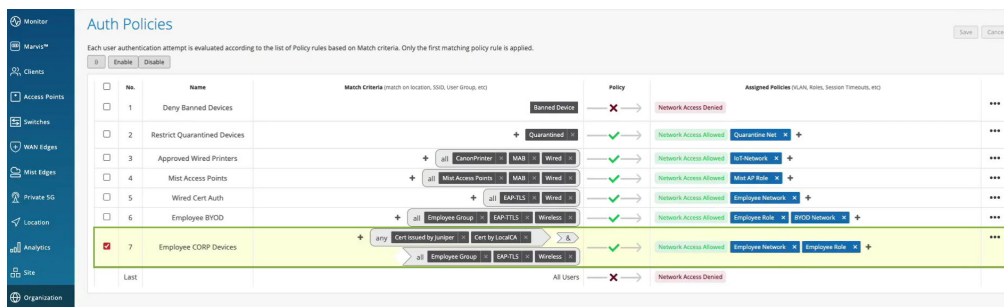 Monitor
Marvis™
Clients
Access Points
Switches
WAN Edges
Mist Edges
Private 5G
Location
Analytics
Site
Organization
Auth Policies
Save Cance
Each user authentication attempt is evaluated according to the list of Policy rules based on Match criteria. Only the first matching policy rule is applied.
Enable Disable
No. Name Match Criteria (match on location, SSID, User Group, etc) Policy Assigned Policies (VLAN, Roles, Session Timeouts, etc)
1 Deny Banned Devices Banned Device Network Access Denied
2 Restrict Quarantined Devices + Quarantined × Network Access Allowed Quarantine Net × +
3 Approved Wired Printers + all CanonPrinter × MAB × Wired × Network Access Allowed IoT-Network × +
4 Mist Access Points + all Mist Access Points × MAB × Wired × Network Access Allowed Mist AP Role × +
5 Wired Cert Auth + all EAP-TLS × Wired × Network Access Allowed Employee Network × +
6 Employee BYOD + all Employee Group × EAP-TTLS × Wireless × Network Access Allowed Employee Role × BYOD Network × +
7 Employee CORP Devices + any Cert issued by Juniper × Cert by LocalCA × & Network Access Allowed Employee Network × Employee Role × +
all Employee Group × EAP-TLS × Wireless ×
Last All Users Network Access Denied